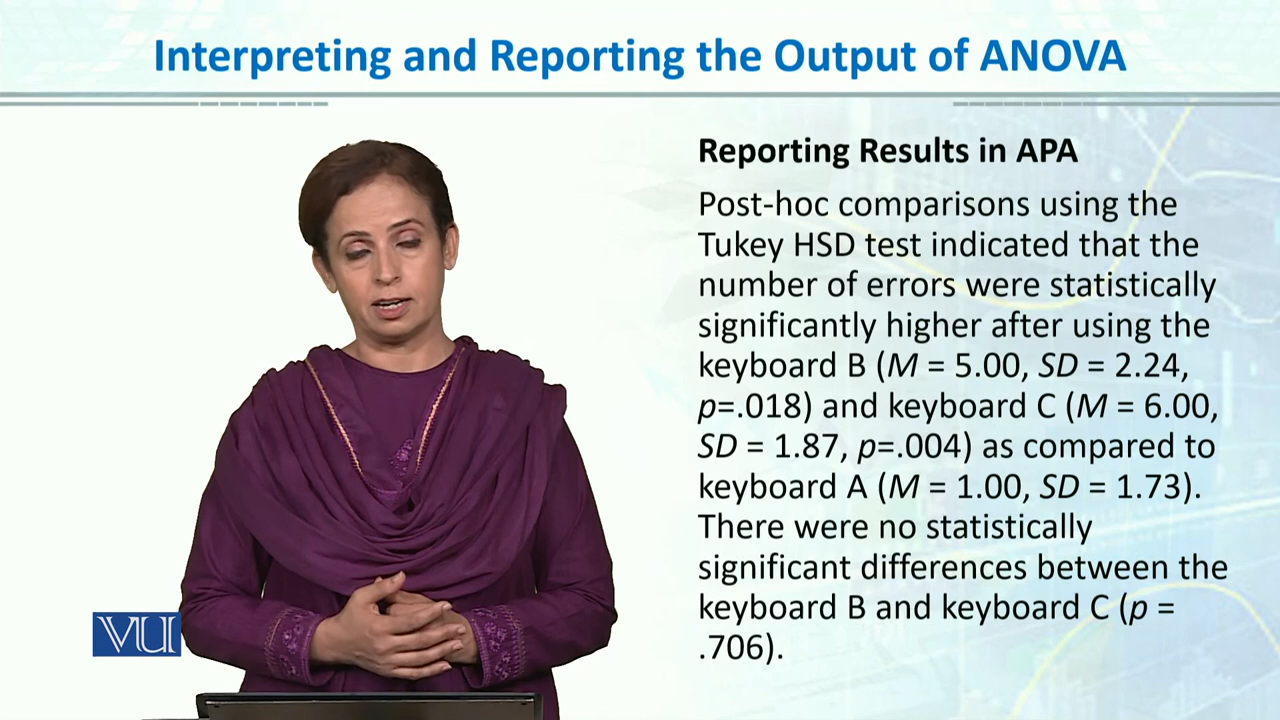 Interpreting and Reporting the Output of ANOVA
Reporting Results in APA
Post-hoc comparisons using the
Tukey HSD test indicated that the
number of errors were statistically
significantly higher after using the
keyboard B (M = 5.00, SD = 2.24,
p=.018) and keyboard C (M = 6.00,
SD = 1.87, p=.004) as compared to
keyboard A (M = 1.00, SD = 1.73).
There were no statistically
significant differences between the
keyboard B and keyboard C (p =
.706).
VU